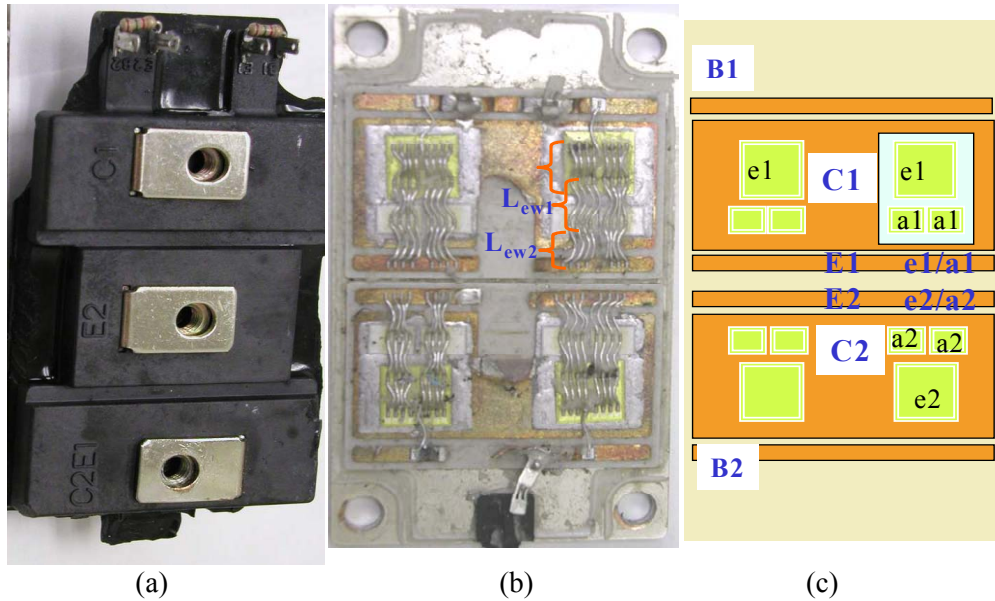 C1
E2
C2E1
L_ew1
L_ew2
B1
e1
C1
e1
a1 a1
E1 e1/a1
E2 e2/a2
C2
a2 a2
e2
B2
(a) (b) (c)